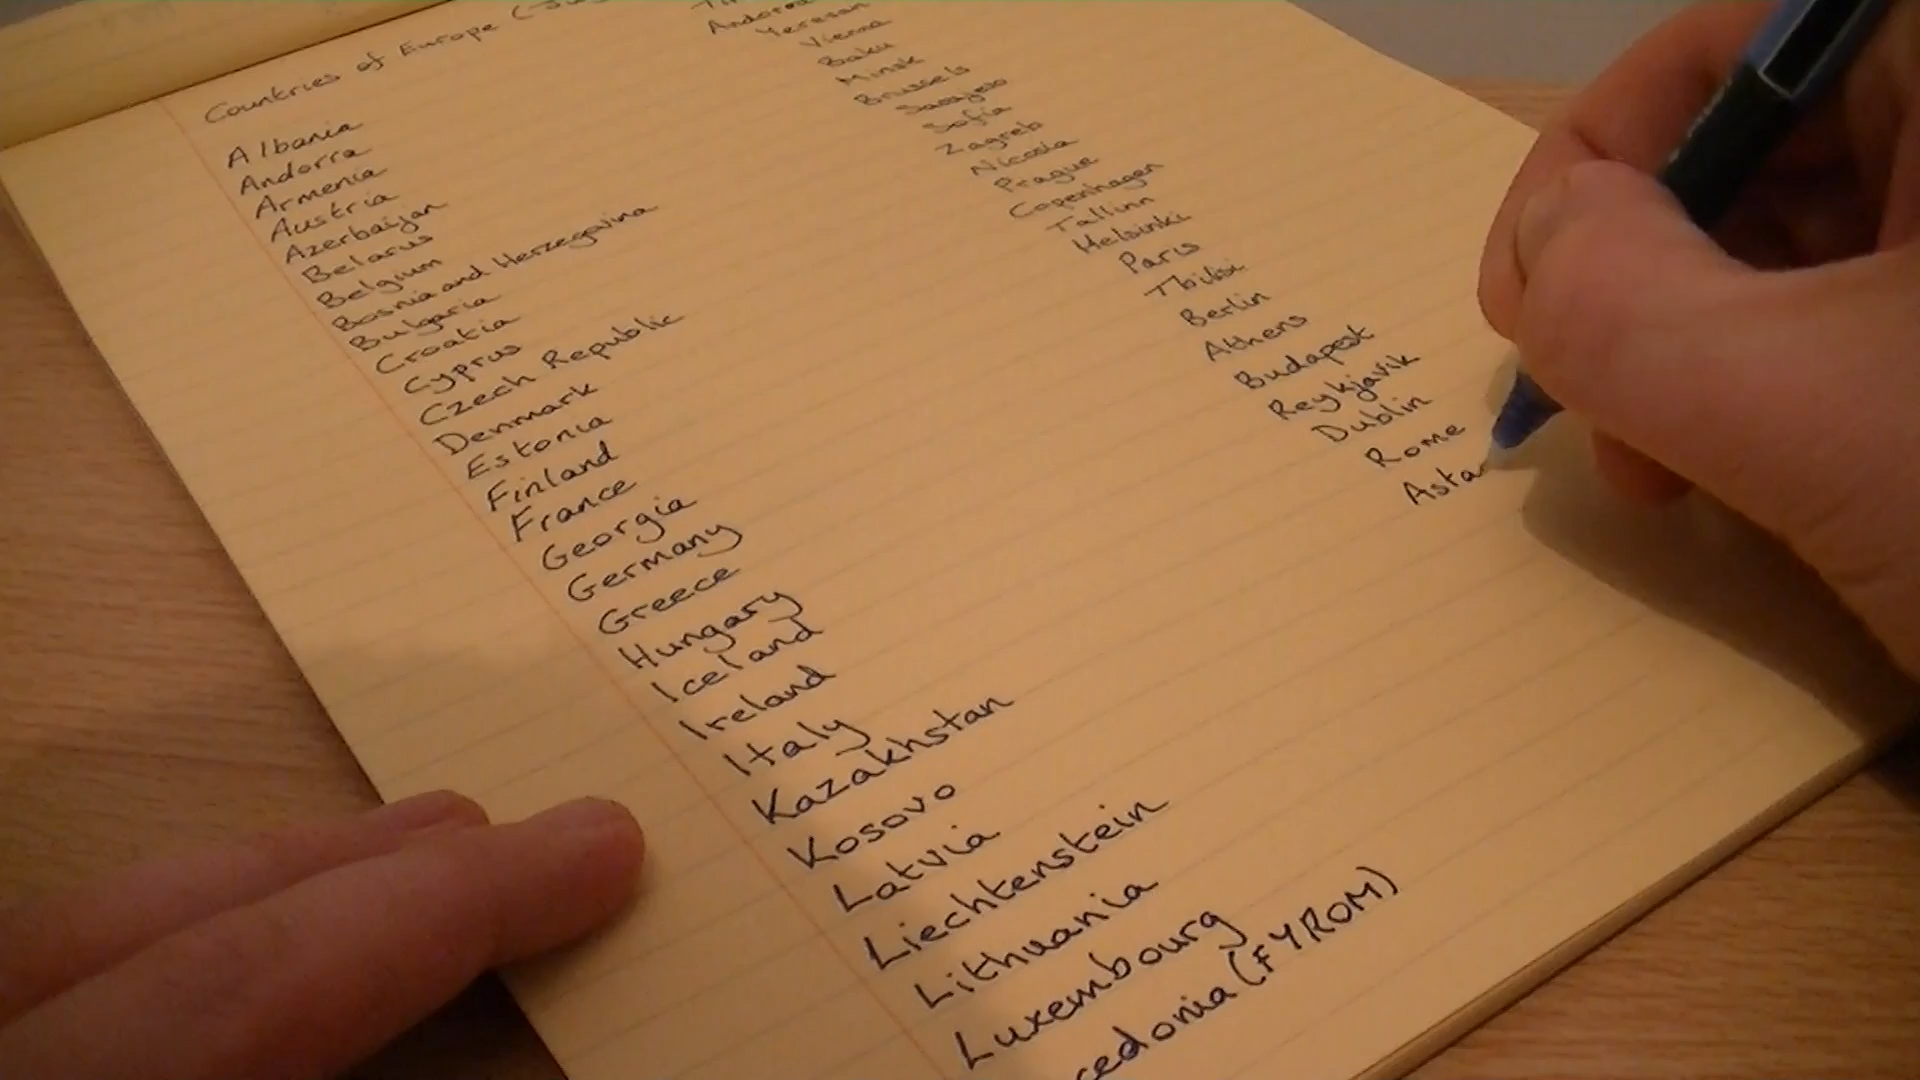 Countries of Europe
Albania
Andorra
Armenia
Austria
Azerbaijan
Belarus
Belgium
Bosnia and Herzegovina
Bulgaria
Croatia
Cyprus
Czech Republic
Denmark
Estonia
Finland
France
Georgia
Germany
Greece
Hungary
Iceland
Ireland
Italy
Kazakhstan
Kosovo
Latvia
Liechtenstein
Lithuania
Luxembourg
cedonia (FYROM)
Andorra
Yerevan
Vienna
Baku
Minsk
Brussels
Sarajevo
Sofia
Zagreb
Nicosia
Prague
Copenhagen
Tallinn
Helsinki
Paris
Tbilisi
Berlin
Athens
Budapest
Reykjavik
Dublin
Rome
Asta